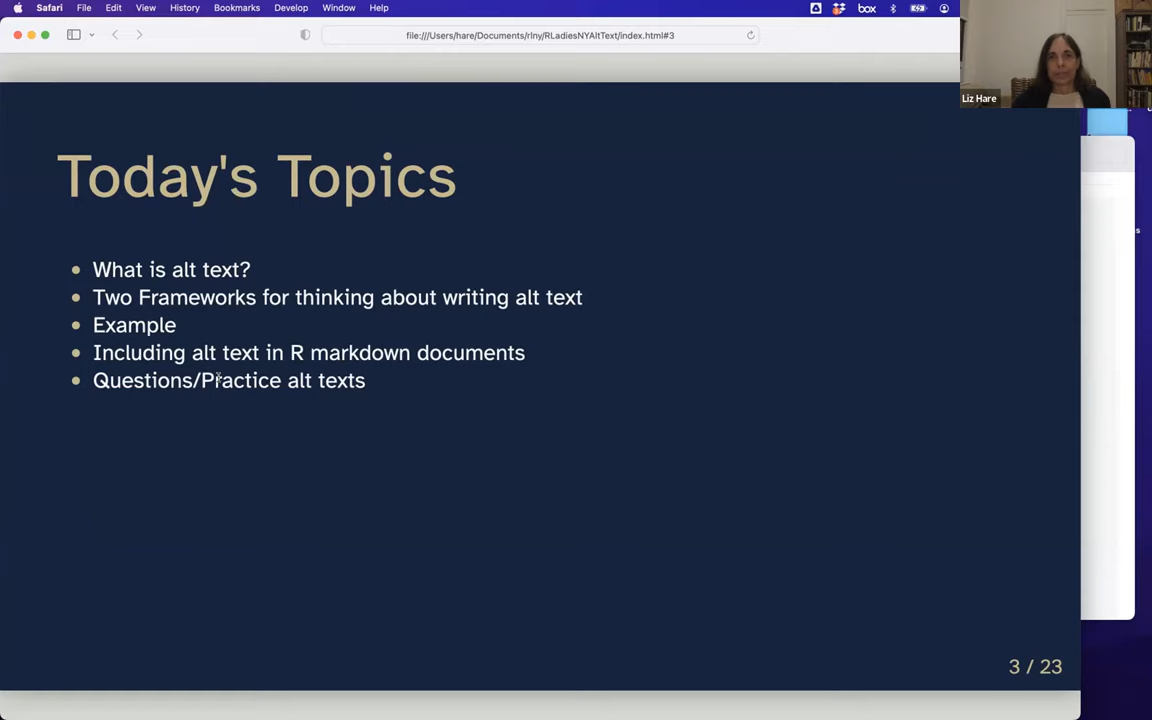 Safari File Edit View History Bookmarks Develop Window Help
box
file:///Users/hare/Documents/rlny/RLadiesNYAltText/index.html#3
Liz Hare
Today's Topics
What is alt text?
Two Frameworks for thinking about writing alt text
Example
Including alt text in R markdown documents
Questions/Practice alt texts
3 / 23